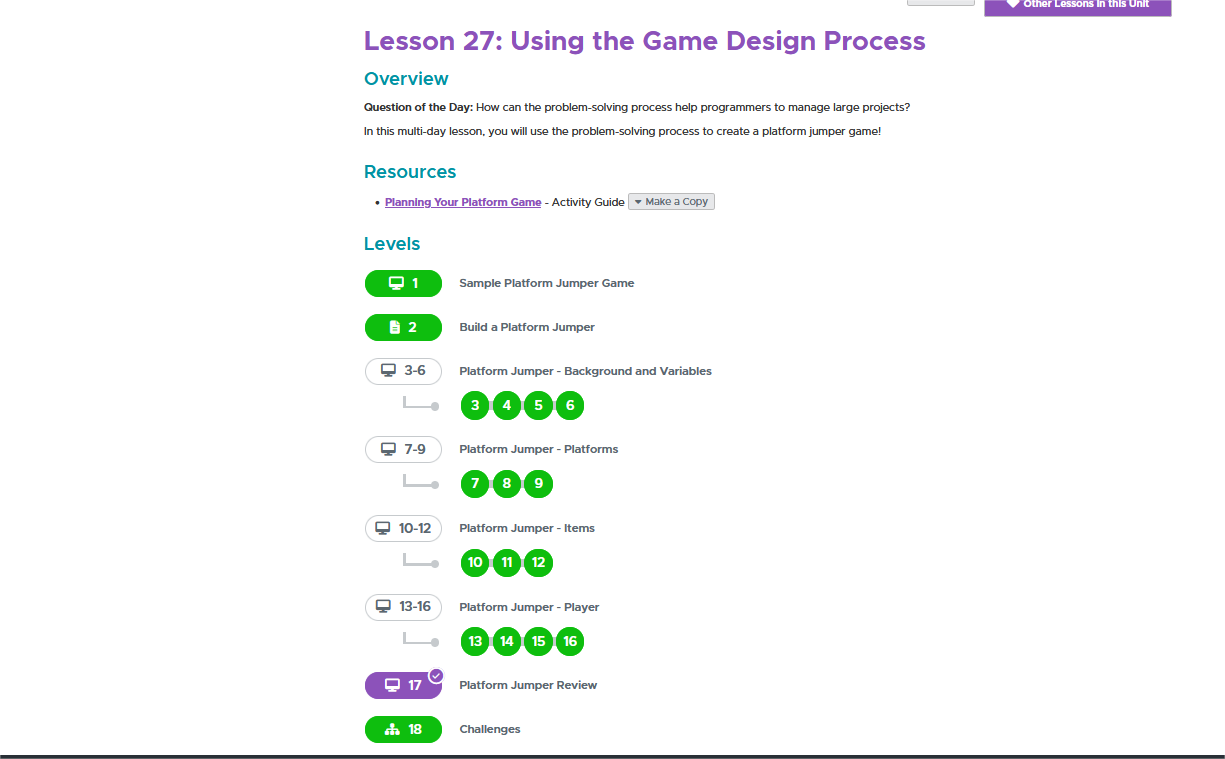 Other Lessons in this Unit
Lesson 27: Using the Game Design Process
Overview
Question of the Day: How can the problem-solving process help programmers to manage large projects?
In this multi-day lesson, you will use the problem-solving process to create a platform jumper game!
Resources
• Planning Your Platform Game - Activity Guide Make a Copy
Levels
1 Sample Platform Jumper Game
2 Build a Platform Jumper
3-6 Platform Jumper - Background and Variables
3 4 5 6
7-9 Platform Jumper - Platforms
7 8 9
10-12 Platform Jumper - Items
10 11 12
13-16 Platform Jumper - Player
13 14 15 16
17 Platform Jumper Review
18 Challenges